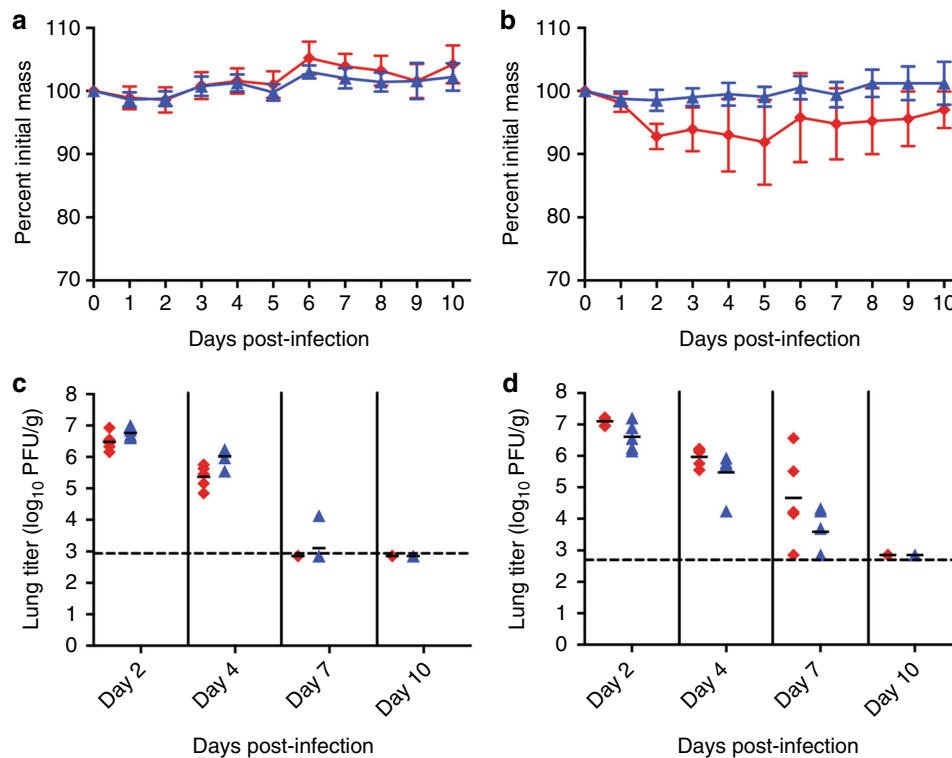 a
110
100
90
80
70
Percent initial mass
0 1 2 3 4 5 6 7 8 9 10
Days post-infection
b
110
100
90
80
70
Percent initial mass
0 1 2 3 4 5 6 7 8 9 10
Days post-infection
c
8
7
6
5
4
3
2
1
0
Lung titer (log10 PFU/g)
Day 2 Day 4 Day 7 Day 10
Days post-infection
d
8
7
6
5
4
3
2
1
0
Lung titer (log10 PFU/g)
Day 2 Day 4 Day 7 Day 10
Days post-infection